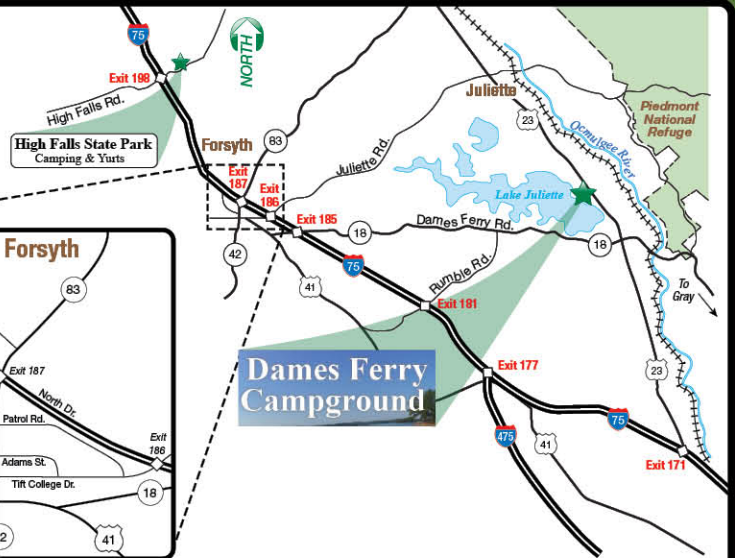 75
NORTH
Exit 198
High Falls Rd.
High Falls State Park
Camping & Yurts
Juliette
23
Piedmont
National
Refuge
Ocmulgee River
Forsyth
83
Juliette Rd.
Exit
187
Exit
186
Lake Juliette
Exit 185
18
Dames Ferry Rd.
18
42
75
Rumble Rd.
41
To
Gray
Exit 181
Dames Ferry
Campground
Exit 177
23
475
41
75
Exit 171
Forsyth
83
Exit 187
North Dr.
Patrol Rd.
Exit
186
Adams St.
Tift College Dr.
18
2
41